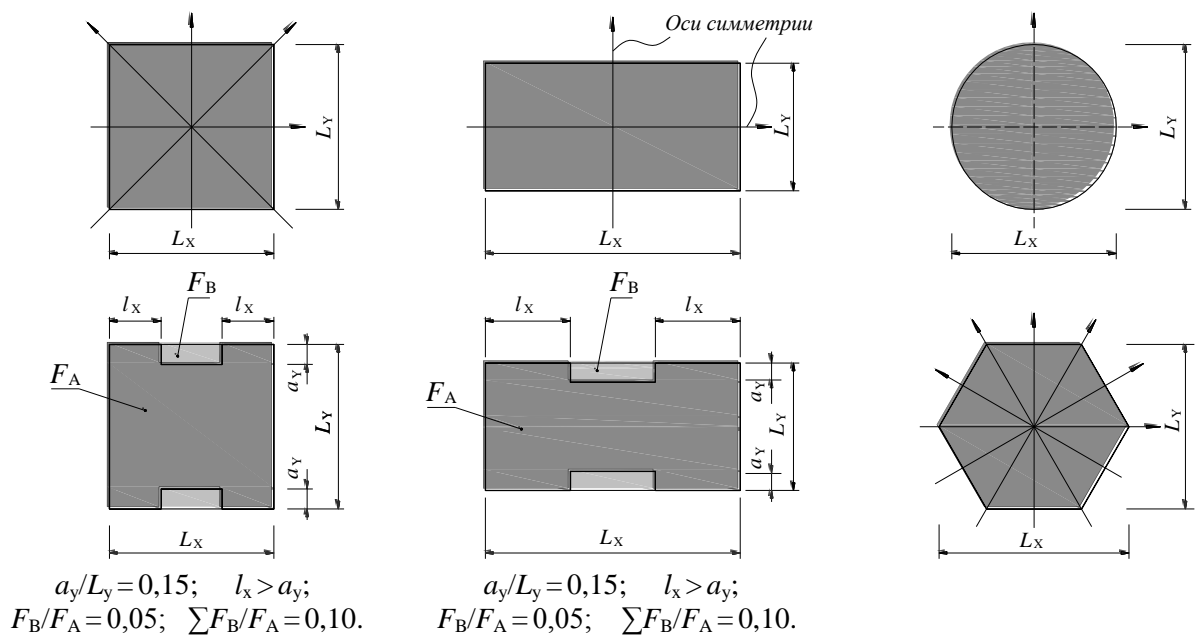 Оси симметрии
L_Y
L_Y
L_Y
L_X
L_X
L_X
F_B
F_B
l_X
l_X
l_X
l_X
a_Y
a_Y
F_A
L_Y
F_A
L_Y
L_Y
a_Y
a_Y
L_X
L_X
L_X
a_y/L_y = 0,15; l_x > a_y;
F_B/F_A = 0,05; ∑F_B/F_A = 0,10.
a_y/L_y = 0,15; l_x > a_y;
F_B/F_A = 0,05; ∑F_B/F_A = 0,10.